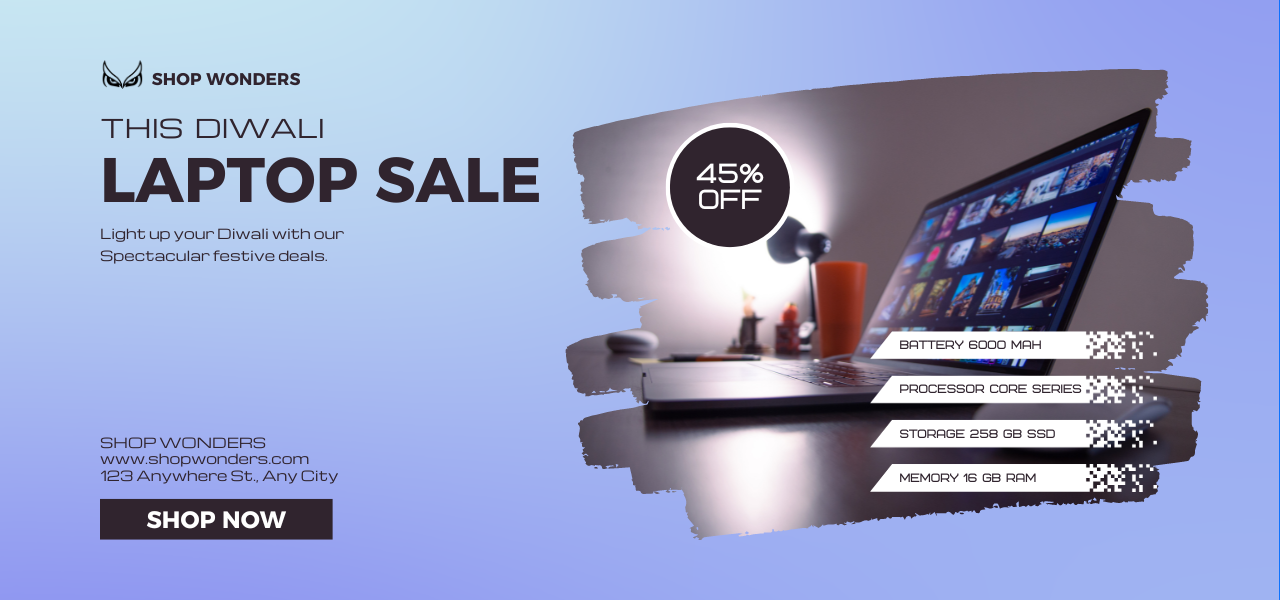 SHOP WONDERS
THIS DIWALI
LAPTOP SALE
Light up your Diwali with our
Spectacular festive deals.
45%
OFF
BATTERY 6000 MAH
PROCESSOR CORE SERIES
STORAGE 258 GB SSD
MEMORY 16 GB RAM
SHOP WONDERS
www.shopwonders.com
123 Anywhere St., Any City
SHOP NOW